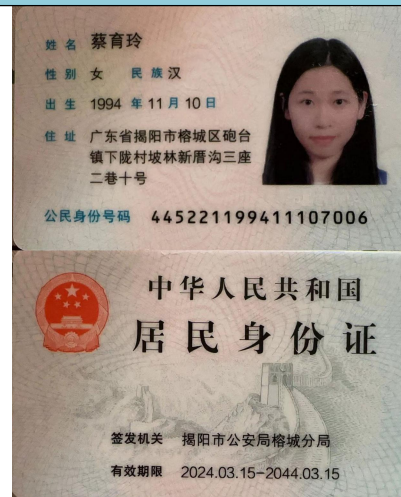 姓名 蔡育玲
性别 女 民族 汉
出生 1994 年 11 月 10 日
住址 广东省揭阳市榕城区砲台
镇下陇村坡林新厝沟三座
二巷十号
公民身份号码 445221199411107006
中华人民共和国
居民身份证
签发机关 揭阳市公安局榕城分局
有效期限 2024.03.15-2044.03.15